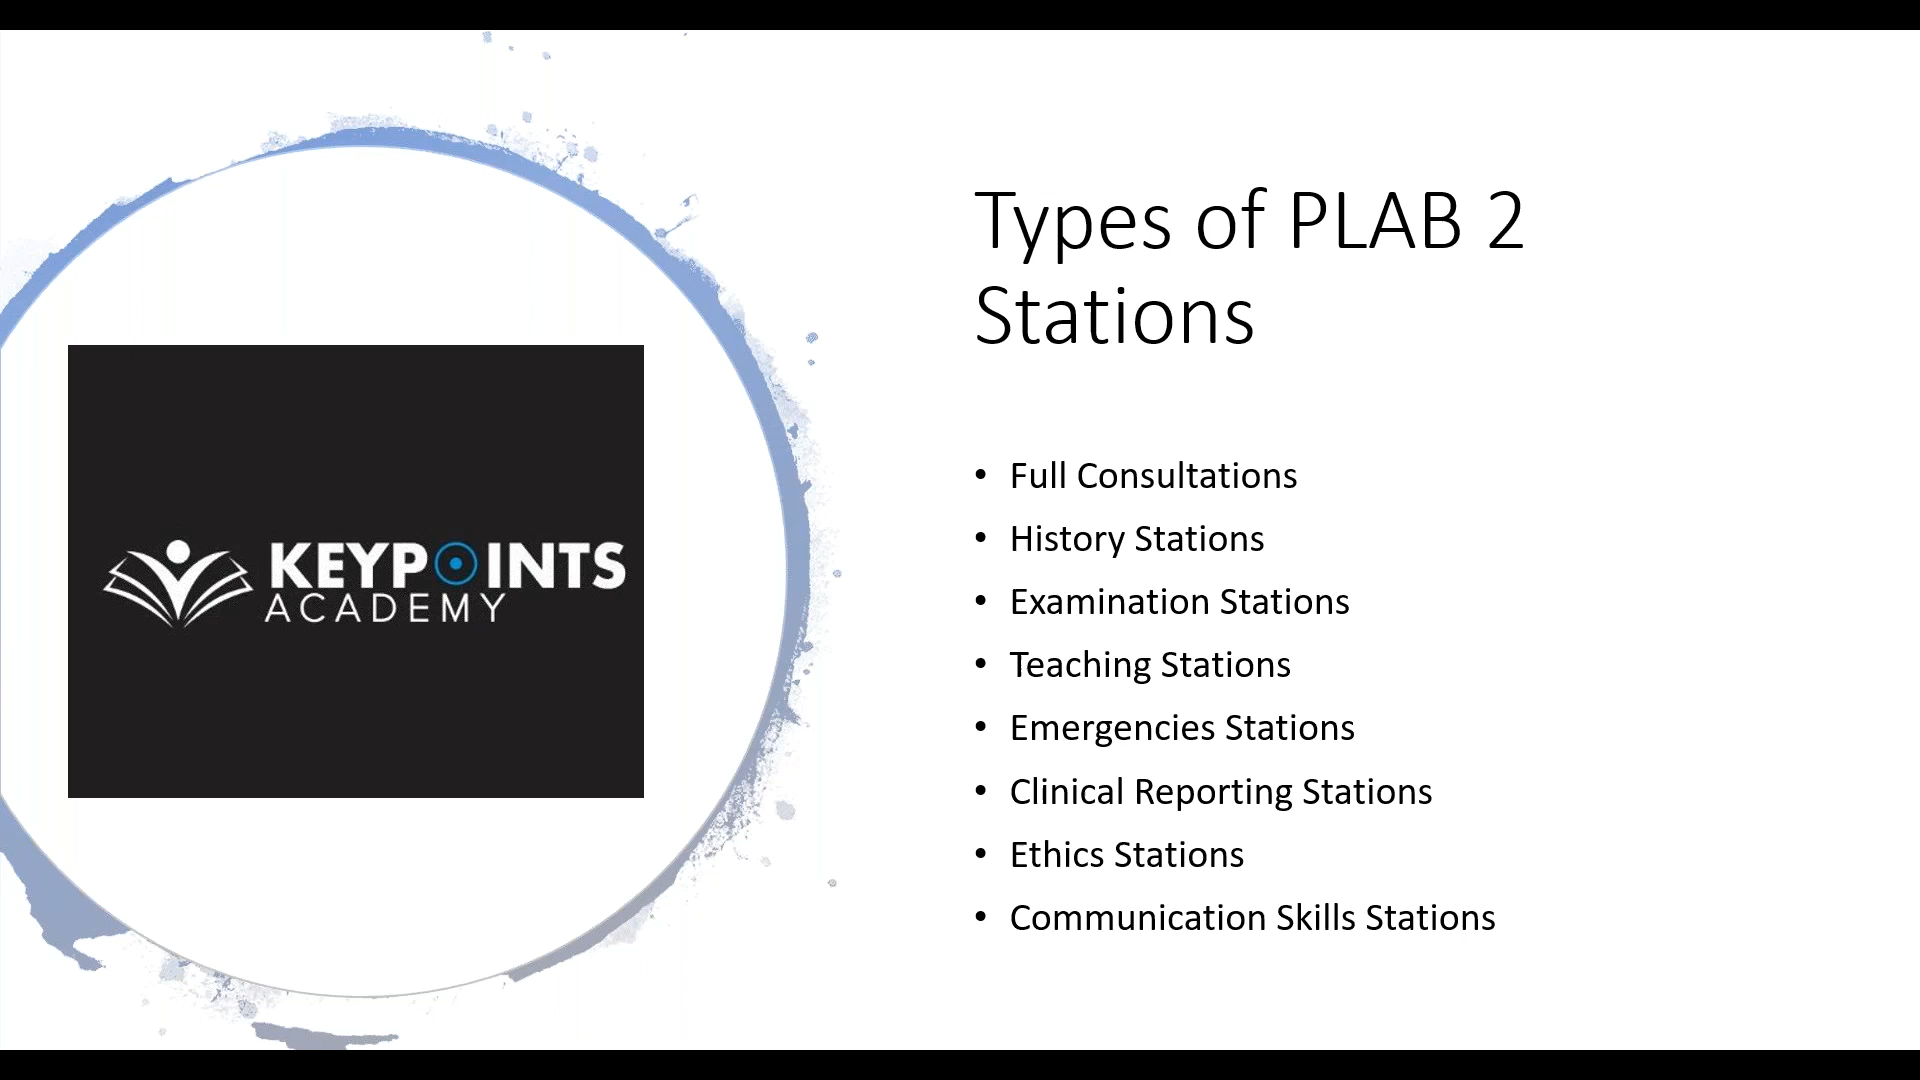 Types of PLAB 2
Stations
• Full Consultations
• History Stations
• Examination Stations
• Teaching Stations
• Emergencies Stations
• Clinical Reporting Stations
• Ethics Stations
• Communication Skills Stations
KEYPOINTS
ACADEMY